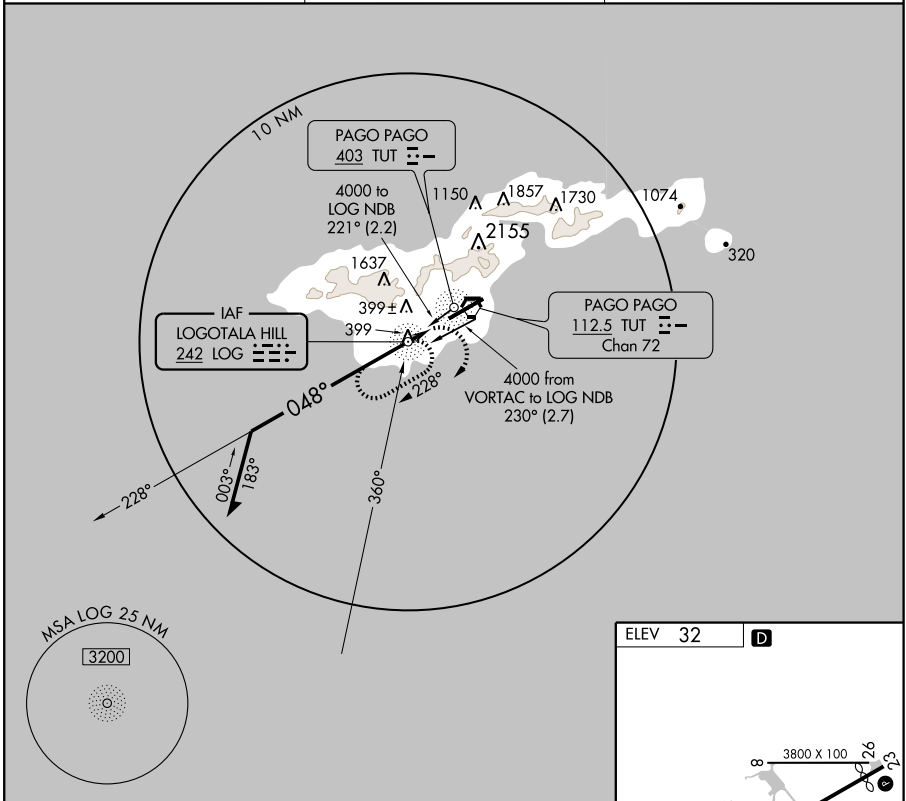 10 NM
PAGO PAGO
403 TUT
4000 to
LOG NDB
221° (2.2)
1150
1857
1730
1074
2155
320
1637
399±
399
IAF
LOGOTALA HILL
242 LOG
PAGO PAGO
112.5 TUT
Chan 72
4000 from
VORTAC to LOG NDB
230° (2.7)
228°
048°
003°
183°
228°
360°
MSA LOG 25 NM
3200
ELEV 32
D
8
3800 X 100
26
23
P